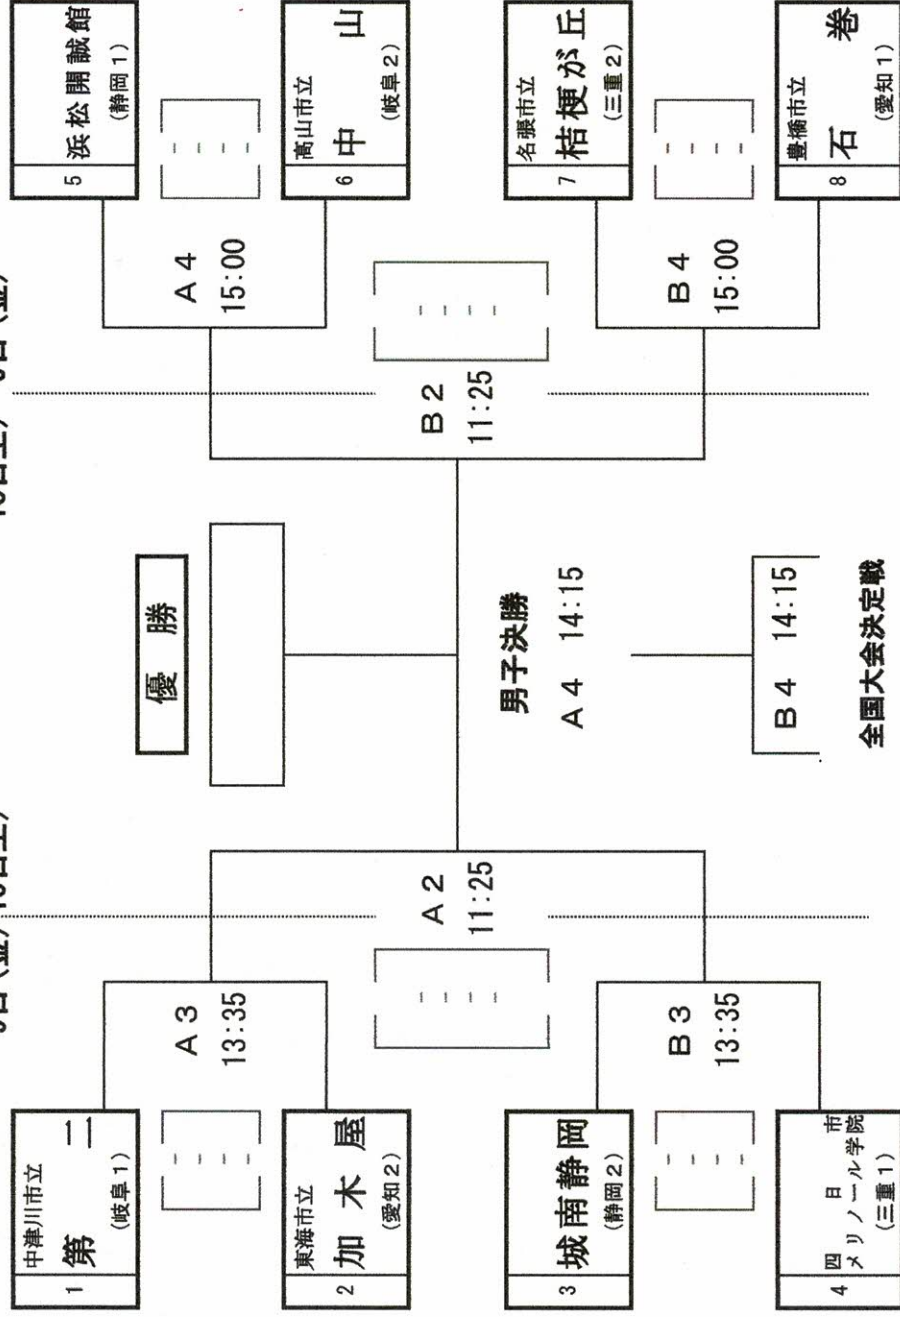 優　勝
1
中津川市立
第　二
(岐阜1)
A3
13:35
2
東海市立
加木屋
(愛知2)
A2
11:25
3
城南静岡
(静岡2)
B3
13:35
4
四日市
メリノール学院
(三重1)
男子決勝
A4 14:15
B4 14:15
全国大会決定戦
5
浜松開誠館
(静岡1)
A4
15:00
6
高山市立
中　山
(岐阜2)
B2
11:25
7
名張市立
桔梗が丘
(三重2)
B4
15:00
8
豊橋市立
石　巻
(愛知1)